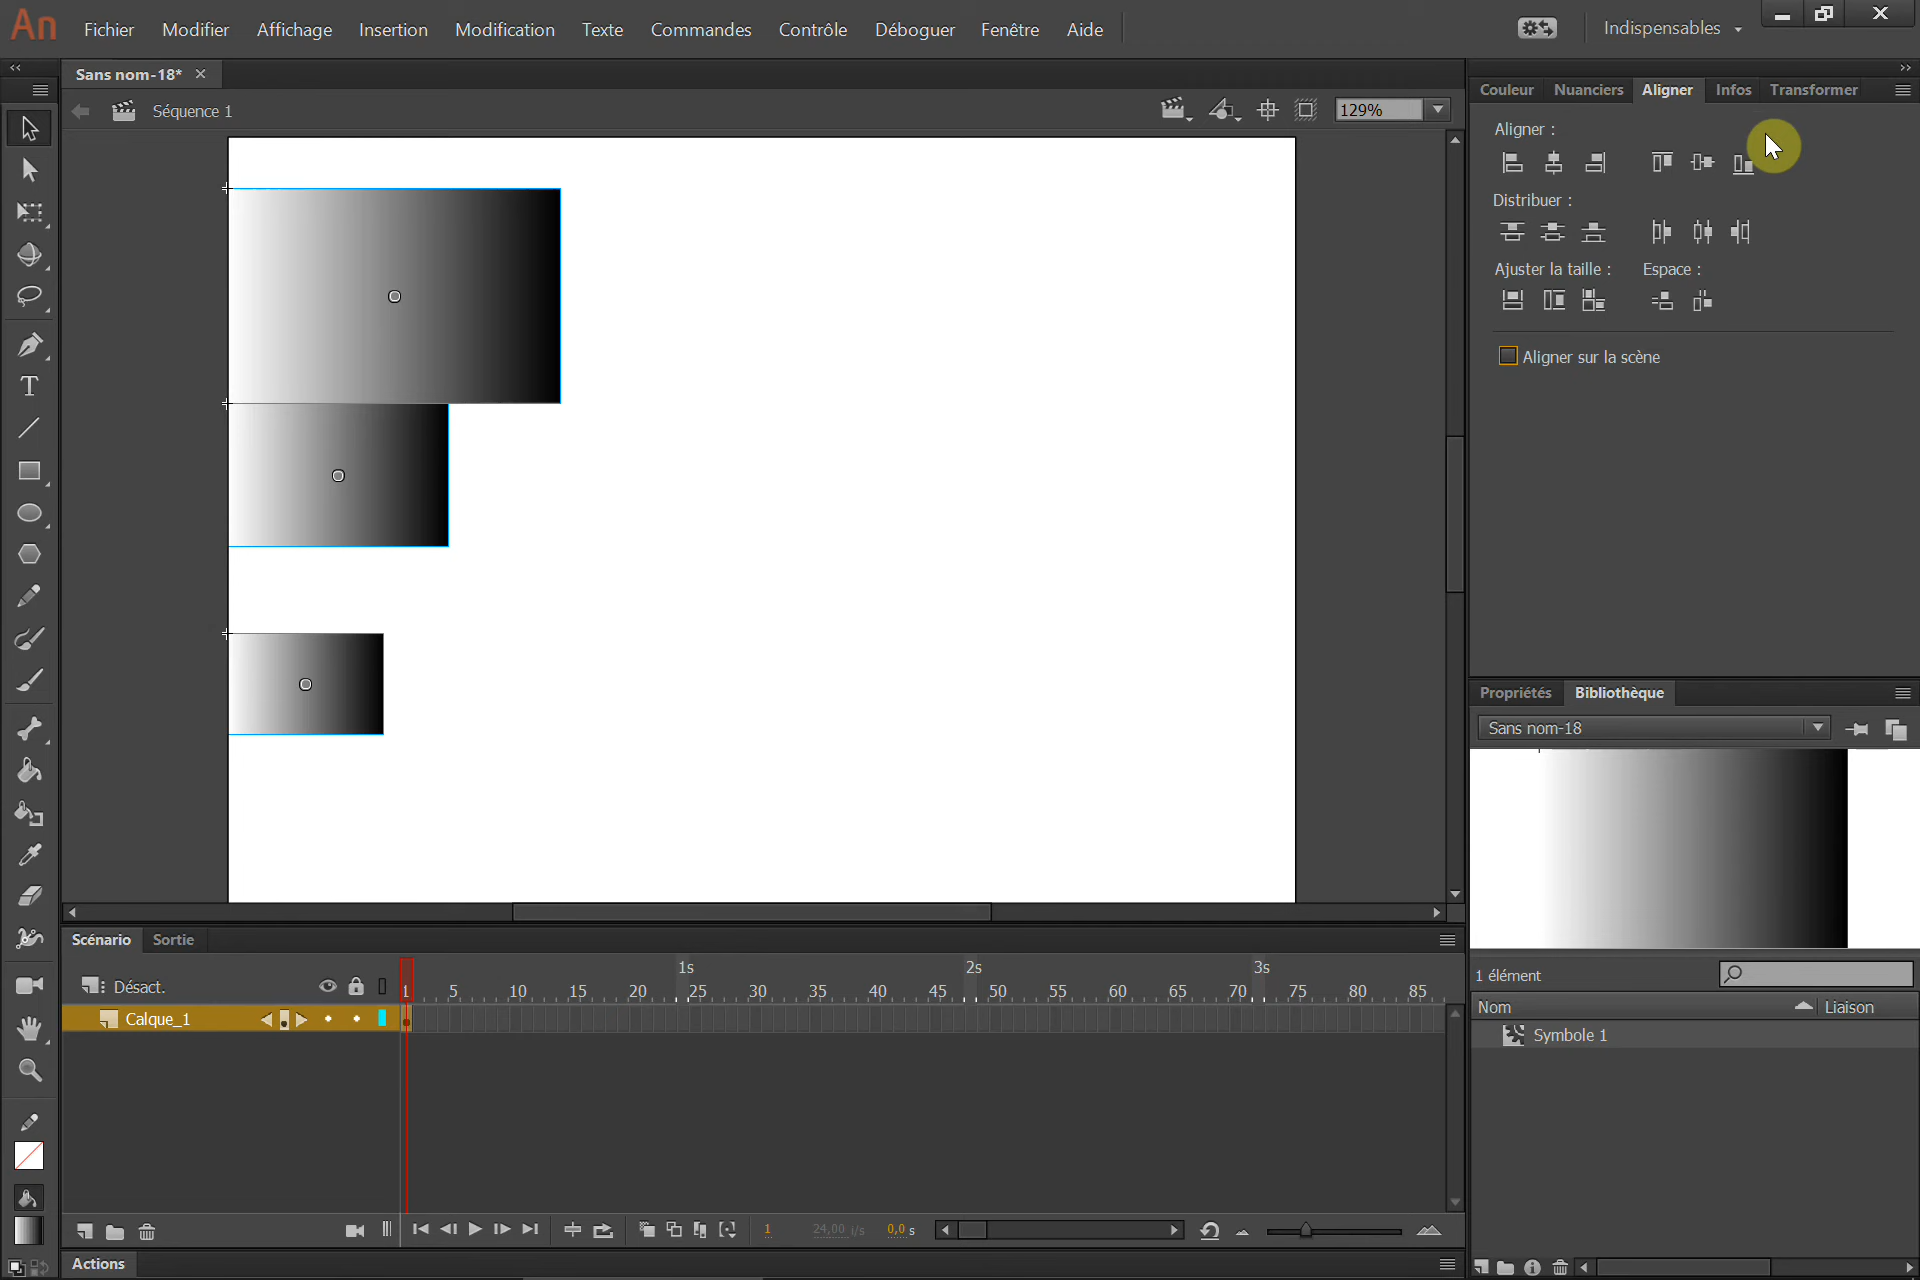 An Fichier Modifier Affichage Insertion Modification Texte Commandes Contrôle Déboguer Fenêtre Aide Indispensables
Sans nom-18*
Séquence 1
129%
Couleur Nuanciers Aligner Infos Transformer
Aligner :
Distribuer :
Ajuster la taille : Espace :
Aligner sur la scène
Propriétés Bibliothèque
Sans nom-18
1 élément
Nom Liaison
Symbole 1
Scénario Sortie
1s 2s 3s
Désact.
1 5 10 15 20 25 30 35 40 45 50 55 60 65 70 75 80 85
Calque_1
1 24,00 i/s 0,0 s
Actions